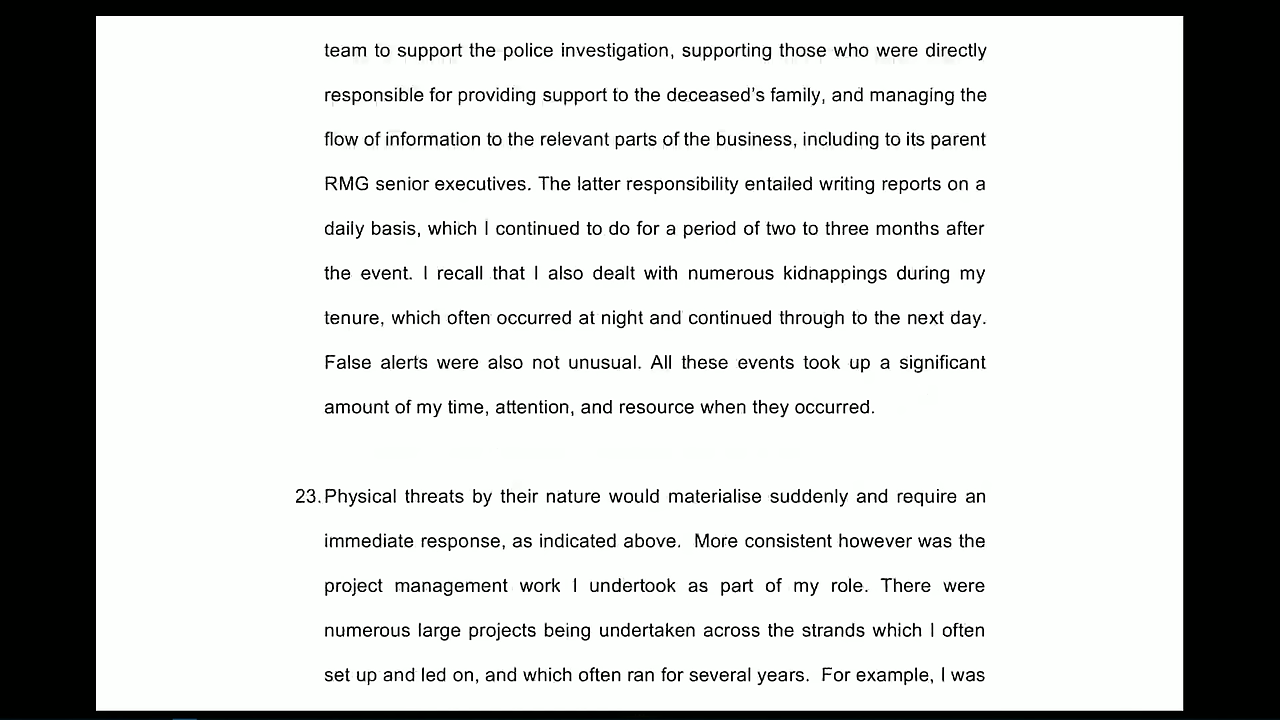 team to support the police investigation, supporting those who were directly
responsible for providing support to the deceased's family, and managing the
flow of information to the relevant parts of the business, including to its parent
RMG senior executives. The latter responsibility entailed writing reports on a
daily basis, which I continued to do for a period of two to three months after
the event. I recall that I also dealt with numerous kidnappings during my
tenure, which often occurred at night and continued through to the next day.
False alerts were also not unusual. All these events took up a significant
amount of my time, attention, and resource when they occurred.
23. Physical threats by their nature would materialise suddenly and require an
immediate response, as indicated above.  More consistent however was the
project management work I undertook as part of my role. There were
numerous large projects being undertaken across the strands which I often
set up and led on, and which often ran for several years.  For example, I was